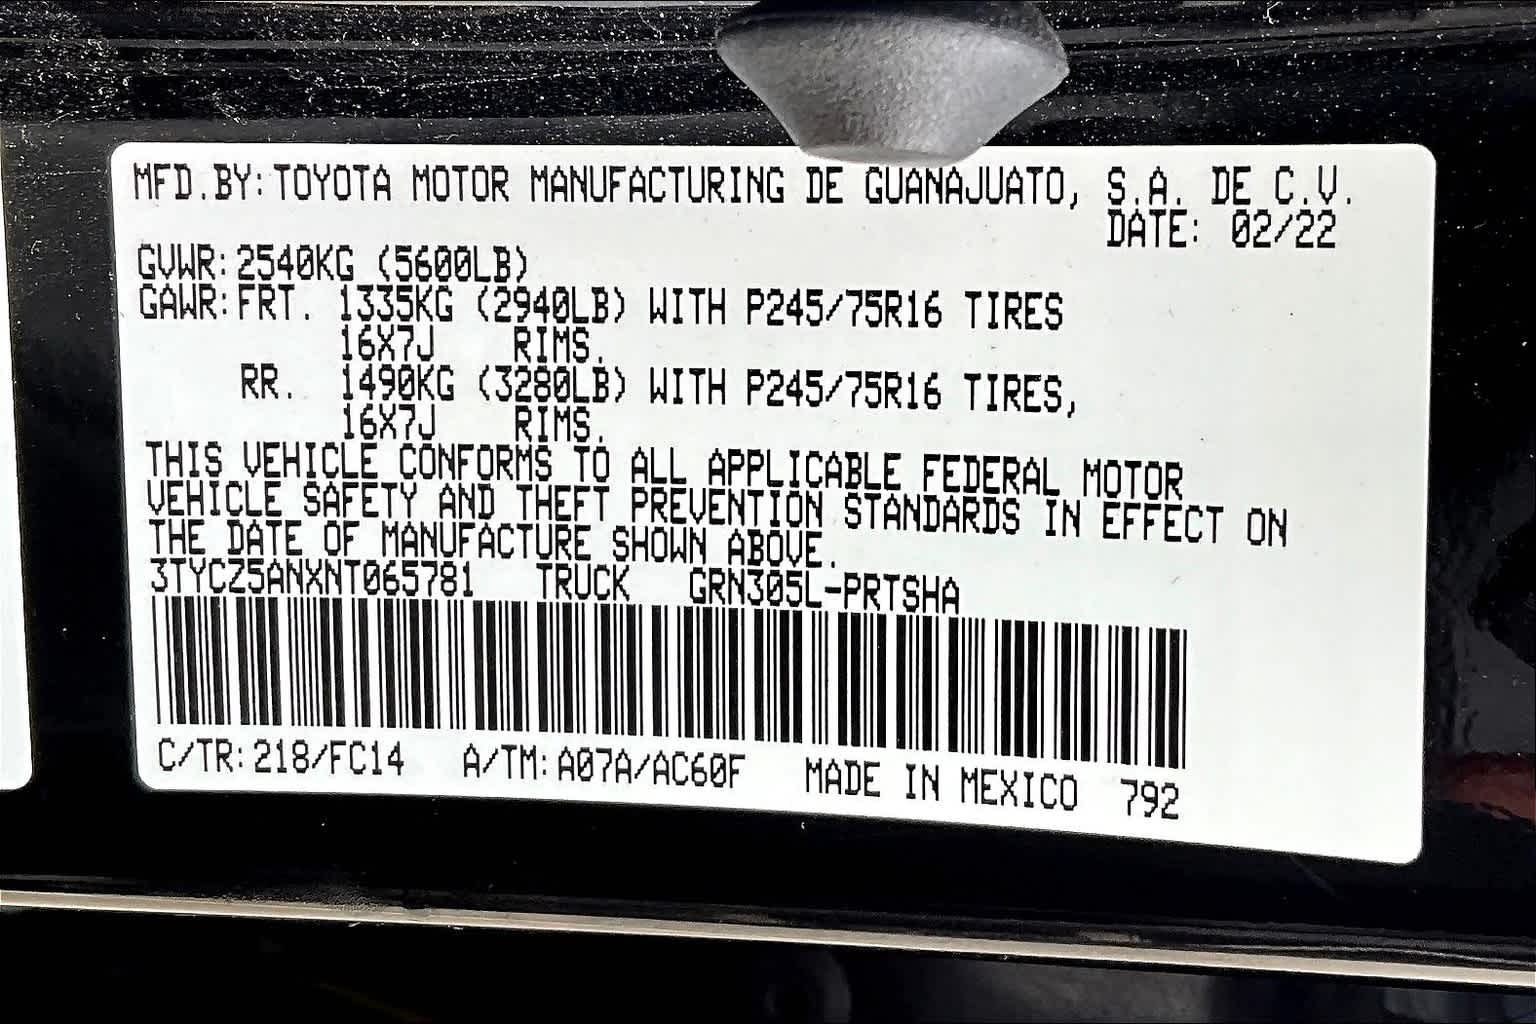 MFD.BY: TOYOTA MOTOR MANUFACTURING DE GUANAJUATO, S.A. DE C.V.
DATE: 02/22
GVWR: 2540KG (5600LB)
GAWR: FRT. 1335KG (2940LB) WITH P245/75R16 TIRES
16X7J RIMS.
RR. 1490KG (3280LB) WITH P245/75R16 TIRES,
16X7J RIMS.
THIS VEHICLE CONFORMS TO ALL APPLICABLE FEDERAL MOTOR
VEHICLE SAFETY AND THEFT PREVENTION STANDARDS IN EFFECT ON
THE DATE OF MANUFACTURE SHOWN ABOVE.
3TYCZ5ANXNT065781 TRUCK GRN305L-PRTSHA
C/TR: 218/FC14 A/TM: A07A/AC60F MADE IN MEXICO 792